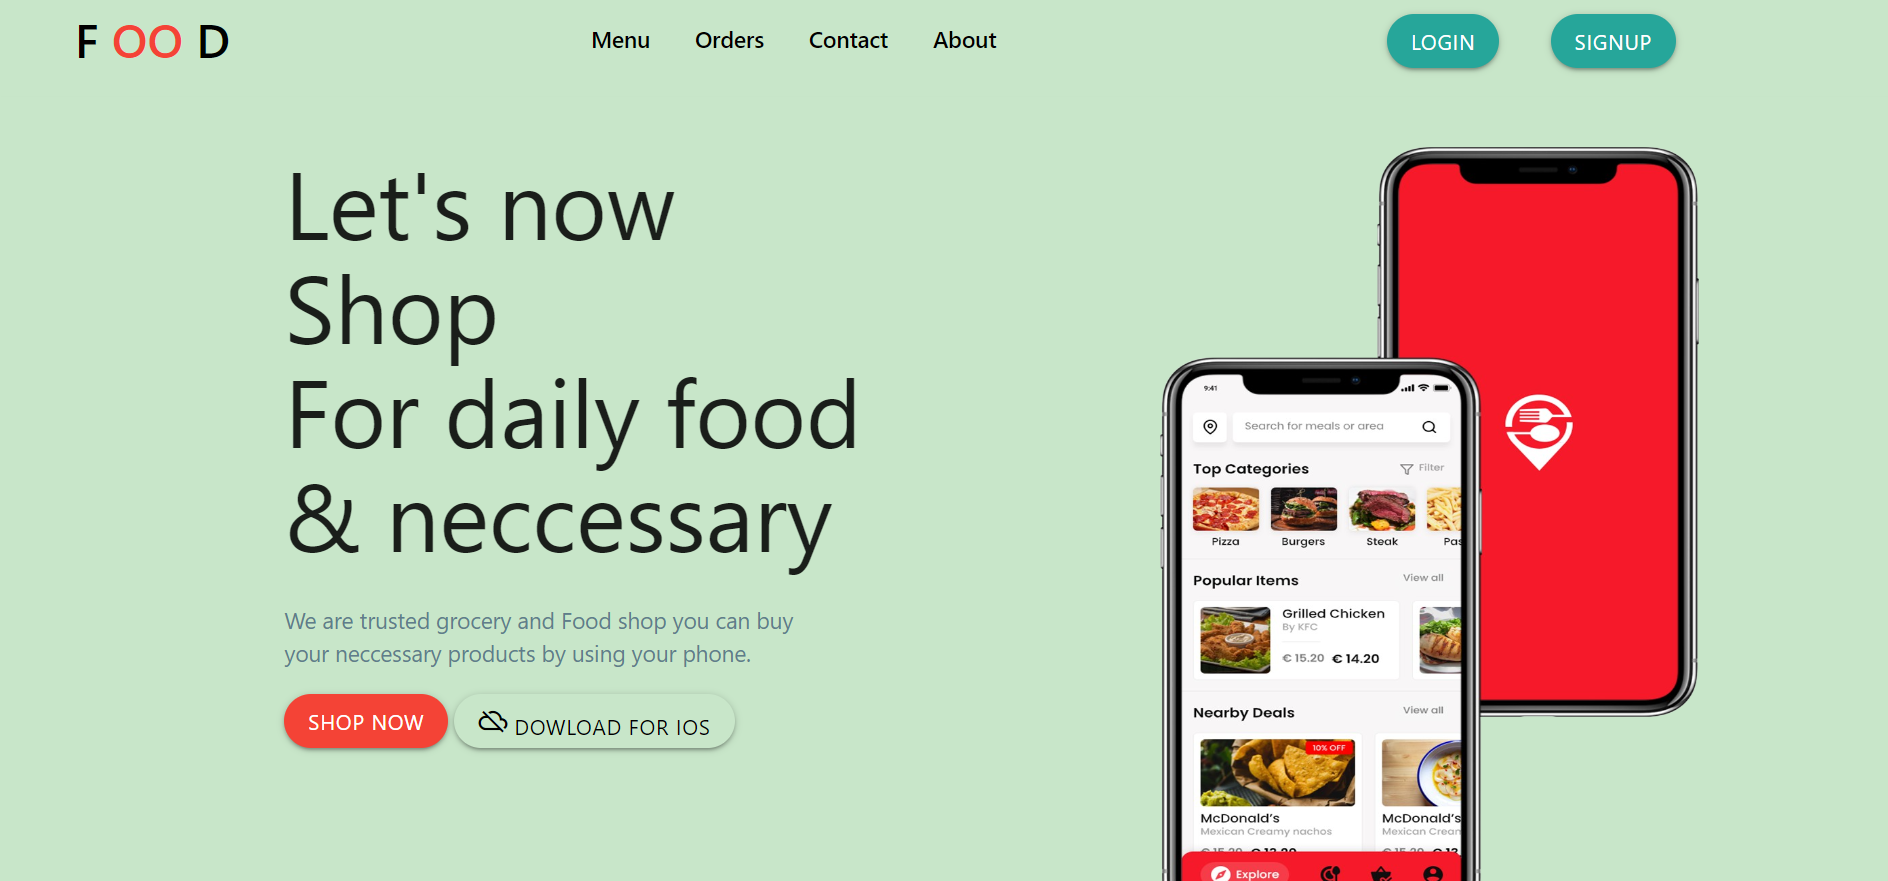 F OO D
Menu Orders Contact About
LOGIN SIGNUP
Let's now
Shop
For daily food
& neccessary
We are trusted grocery and Food shop you can buy
your neccessary products by using your phone.
SHOP NOW
DOWLOAD FOR IOS
9:41
Search for meals or area
Top Categories Filter
Pizza Burgers Steak Pas
Popular Items View all
Grilled Chicken
By KFC
€ 15.20 € 14.20
Nearby Deals View all
10% OFF
McDonald's McDonald's
Mexican Creamy nachos Mexican Cream
Explore